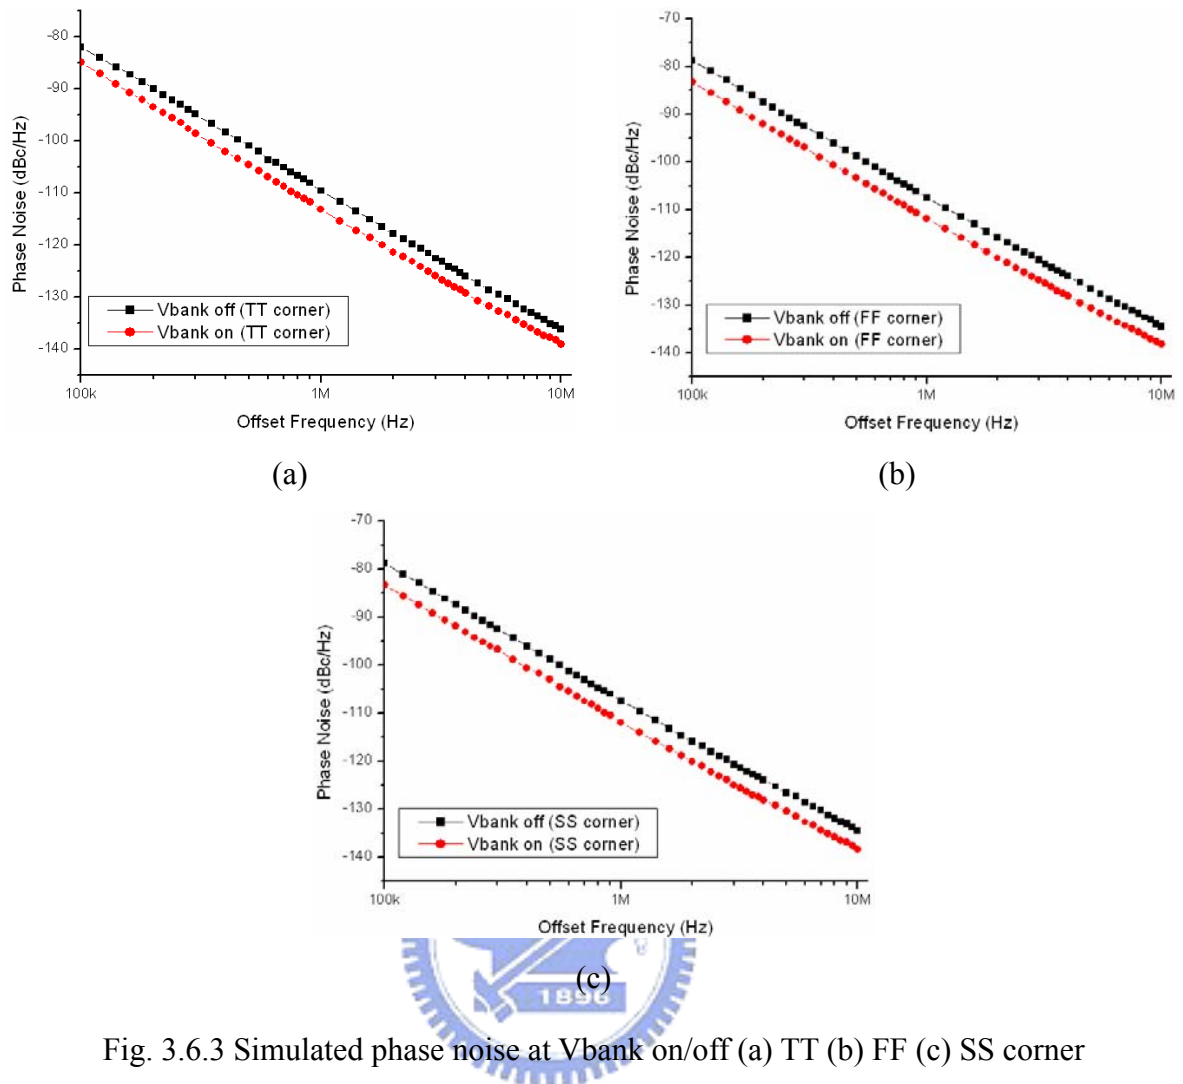 -80
-90
-100
-110
-120
-130
-140
Phase Noise (dBc/Hz)
Vbank off (TT corner)
Vbank on (TT corner)
100k
1M
10M
Offset Frequency (Hz)
(a)
-70
-80
-90
-100
-110
-120
-130
-140
Phase Noise (dBc/Hz)
Vbank off (FF corner)
Vbank on (FF corner)
100k
1M
10M
Offset Frequency (Hz)
(b)
-70
-80
-90
-100
-110
-120
-130
-140
Phase Noise (dBc/Hz)
Vbank off (SS corner)
Vbank on (SS corner)
100k
1M
10M
Offset Frequency (Hz)
(c)
1896
Fig. 3.6.3 Simulated phase noise at Vbank on/off (a) TT (b) FF (c) SS corner